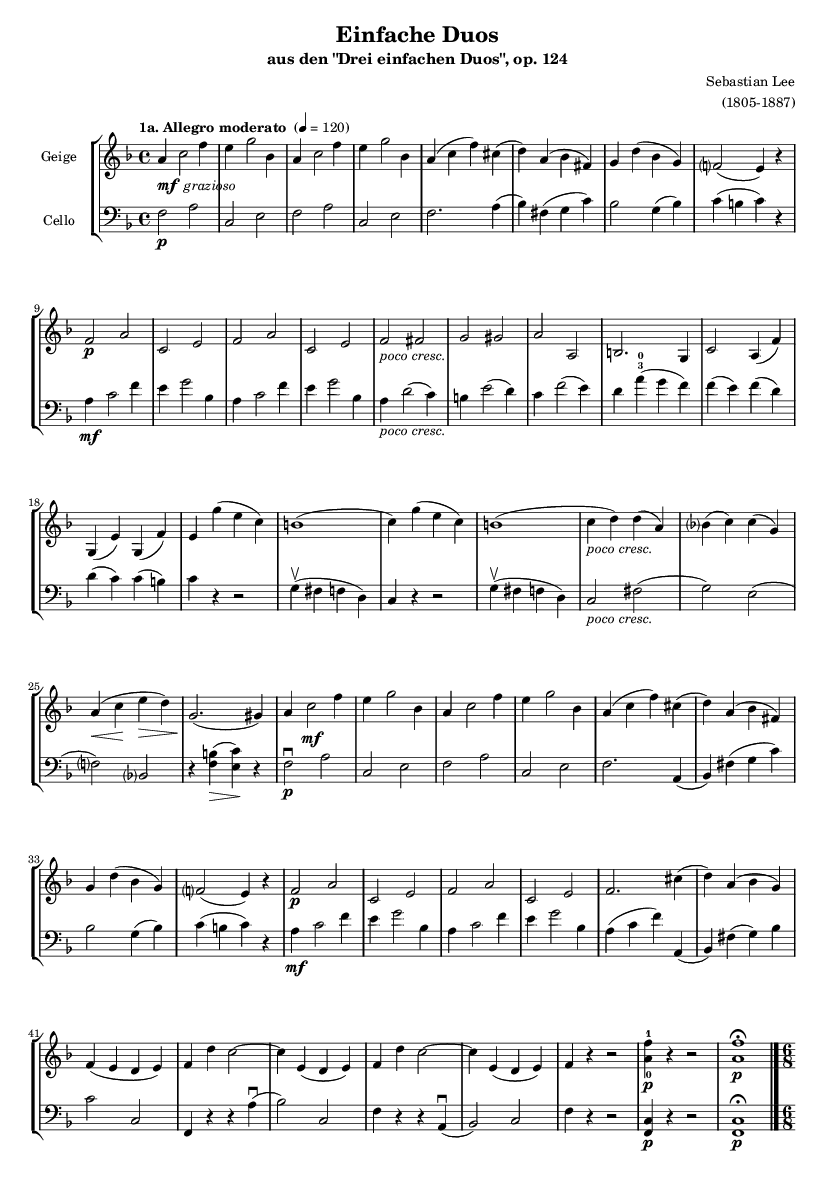 Einfache Duos
aus den "Drei einfachen Duos", op. 124
Sebastian Lee
(1805-1887)
1a. Allegro moderato (♩ = 120)
Geige
mf grazioso
Cello
p
9
p
poco cresc.
0
3
mf
poco cresc.
18
poco cresc.
poco cresc.
25
mf
p
33
p
mf
41
1
0
p
p
6
8
p
p
6
8